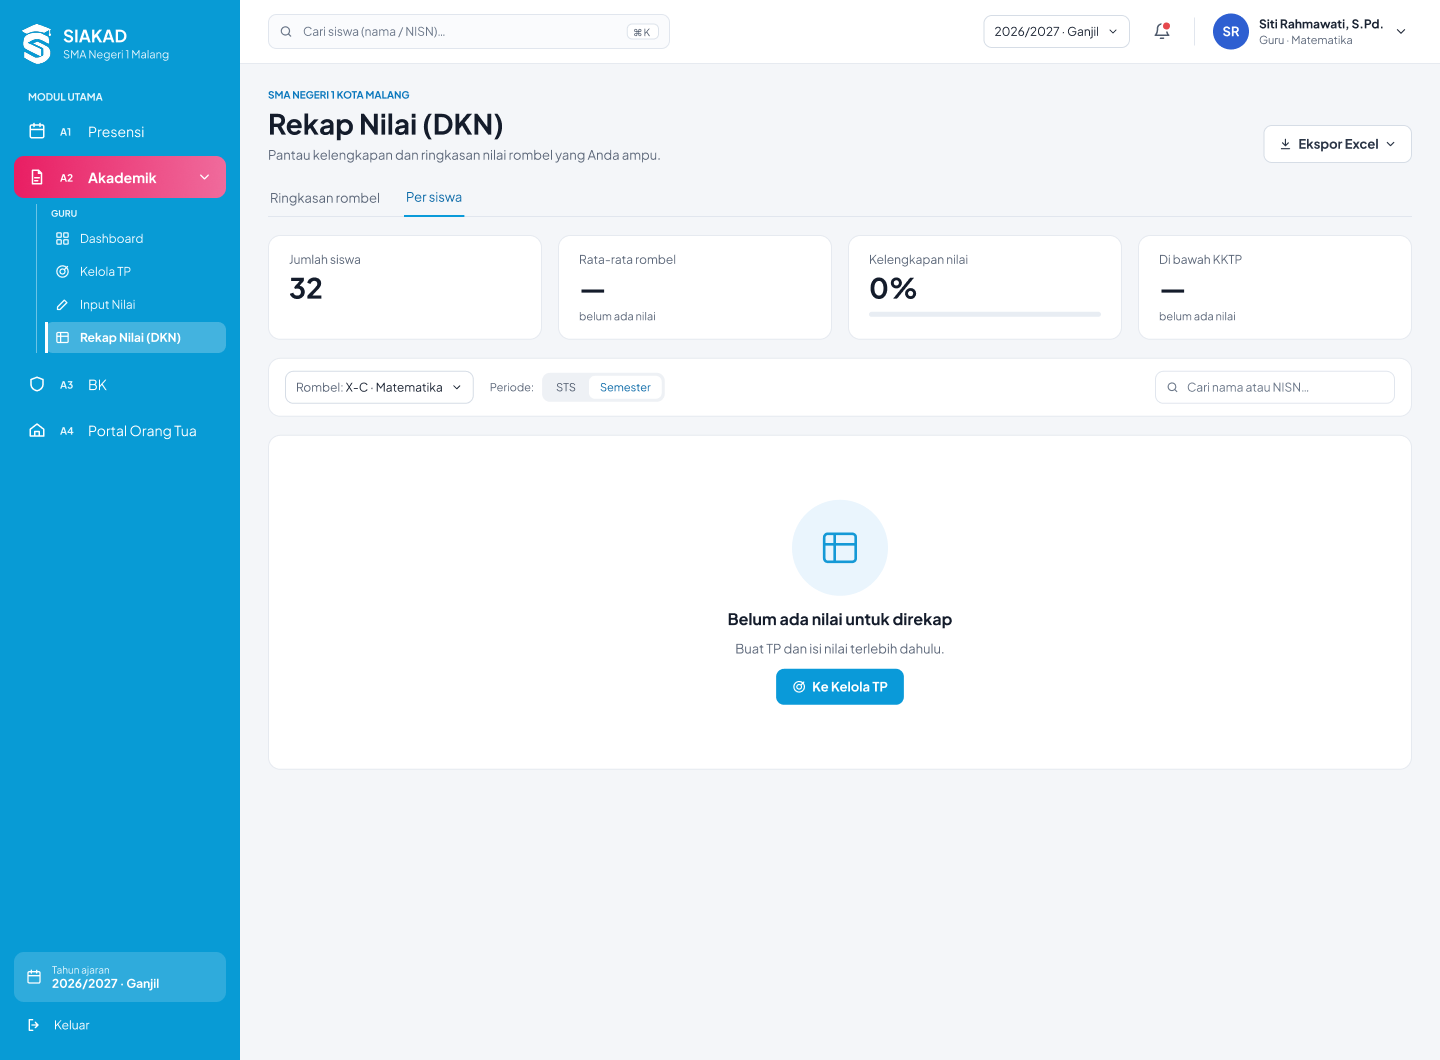 SIAKAD
SMA Negeri 1 Malang
MODUL UTAMA
A1 Presensi
A2 Akademik
GURU
Dashboard
Kelola TP
Input Nilai
Rekap Nilai (DKN)
A3 BK
A4 Portal Orang Tua
Tahun ajaran
2026/2027 · Ganjil
Keluar
Cari siswa (nama / NISN)...
⌘K
2026/2027 · Ganjil
SR
Siti Rahmawati, S.Pd.
Guru · Matematika
SMA NEGERI 1 KOTA MALANG
Rekap Nilai (DKN)
Pantau kelengkapan dan ringkasan nilai rombel yang Anda ampu.
Ekspor Excel
Ringkasan rombel
Per siswa
Jumlah siswa
32
Rata-rata rombel
—
belum ada nilai
Kelengkapan nilai
0%
Di bawah KKTP
—
belum ada nilai
Rombel: X-C · Matematika
Periode:
STS
Semester
Cari nama atau NISN...
Belum ada nilai untuk direkap
Buat TP dan isi nilai terlebih dahulu.
Ke Kelola TP